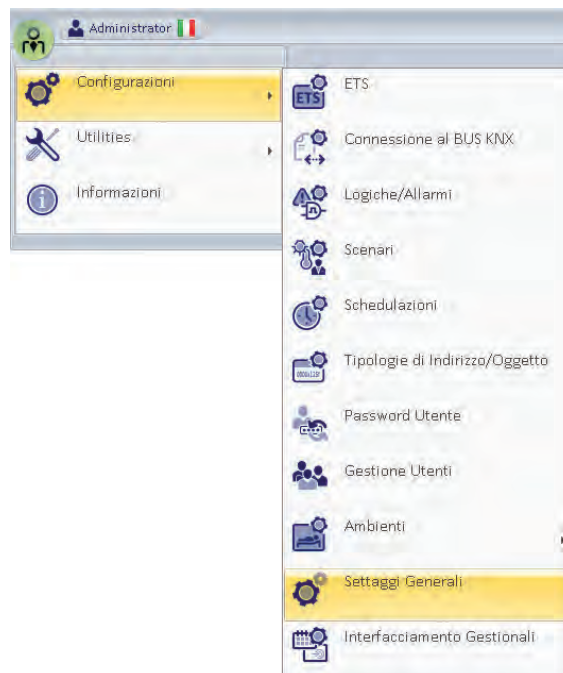 Administrator
Configurazioni
Utilities
Informazioni
ETS
ETS
Connessione al BUS KNX
Logiche/Allarmi
Scenari
Schedulazioni
Tipologie di Indirizzo/Oggetto
Password Utente
Gestione Utenti
Ambienti
Settaggi Generali
Interfacciamento Gestionali